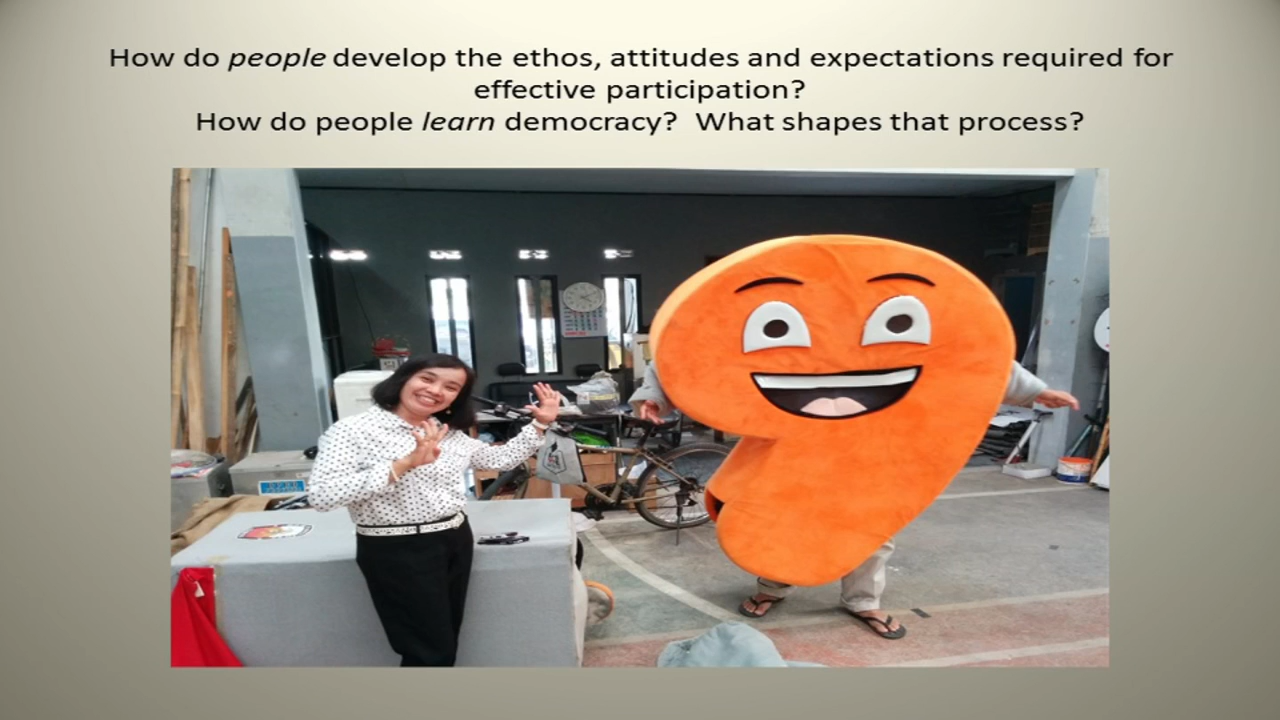 How do people develop the ethos, attitudes and expectations required for
effective participation?
How do people learn democracy?  What shapes that process?